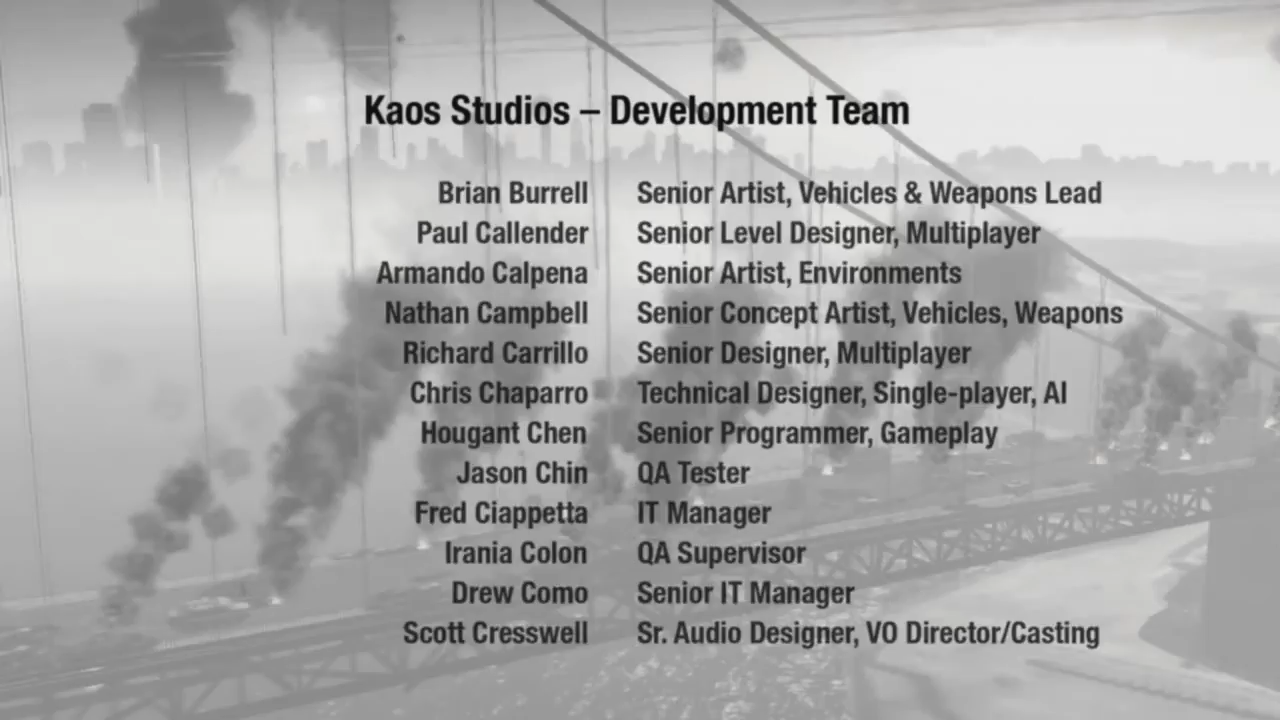 Kaos Studios – Development Team
Brian Burrell Senior Artist, Vehicles & Weapons Lead
Paul Callender Senior Level Designer, Multiplayer
Armando Calpena Senior Artist, Environments
Nathan Campbell Senior Concept Artist, Vehicles, Weapons
Richard Carrillo Senior Designer, Multiplayer
Chris Chaparro Technical Designer, Single-player, AI
Hougant Chen Senior Programmer, Gameplay
Jason Chin QA Tester
Fred Ciappetta IT Manager
Irania Colon QA Supervisor
Drew Como Senior IT Manager
Scott Cresswell Sr. Audio Designer, VO Director/Casting